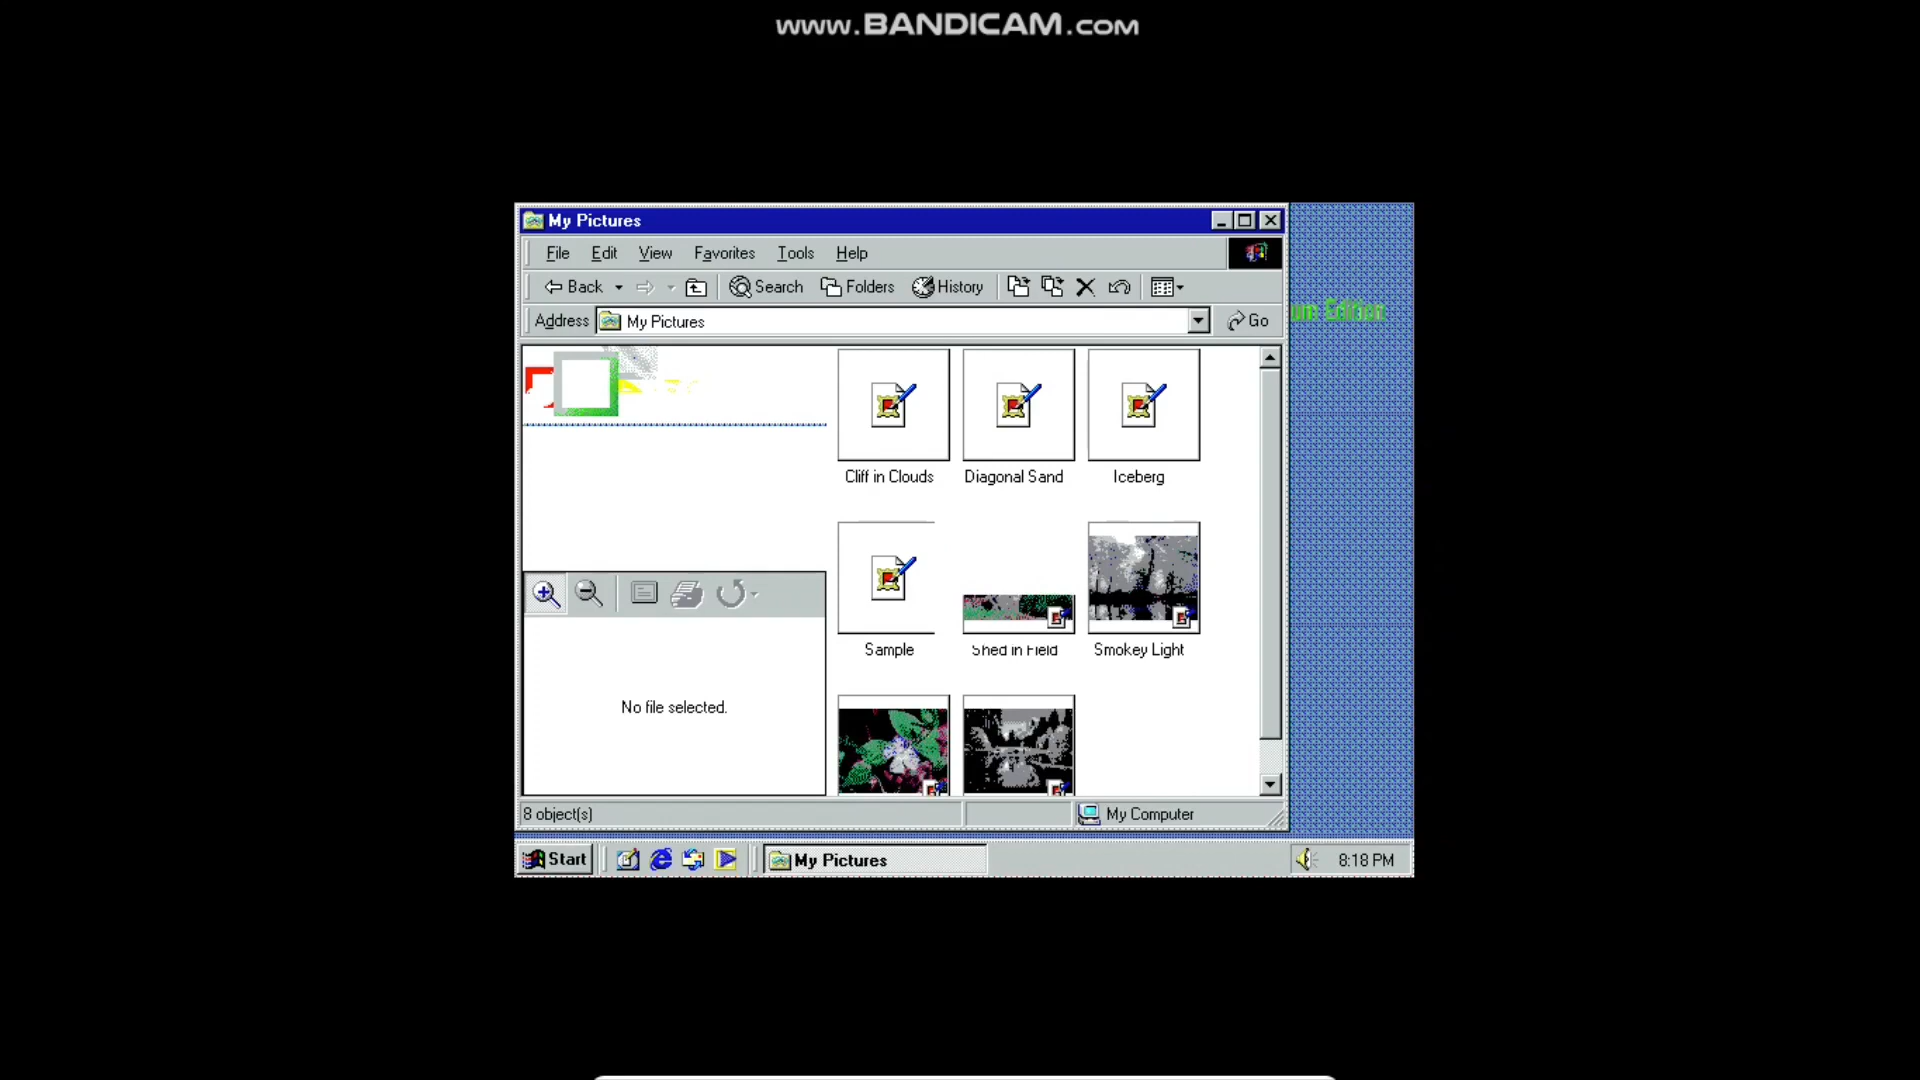 www.BANDICAM.com
My Pictures
File Edit View Favorites Tools Help
Back Search Folders History
Address My Pictures Go
Edition
Cliff in Clouds Diagonal Sand Iceberg
Sample Shed in Field Smokey Light
No file selected.
8 object(s) My Computer
Start My Pictures 8:18 PM